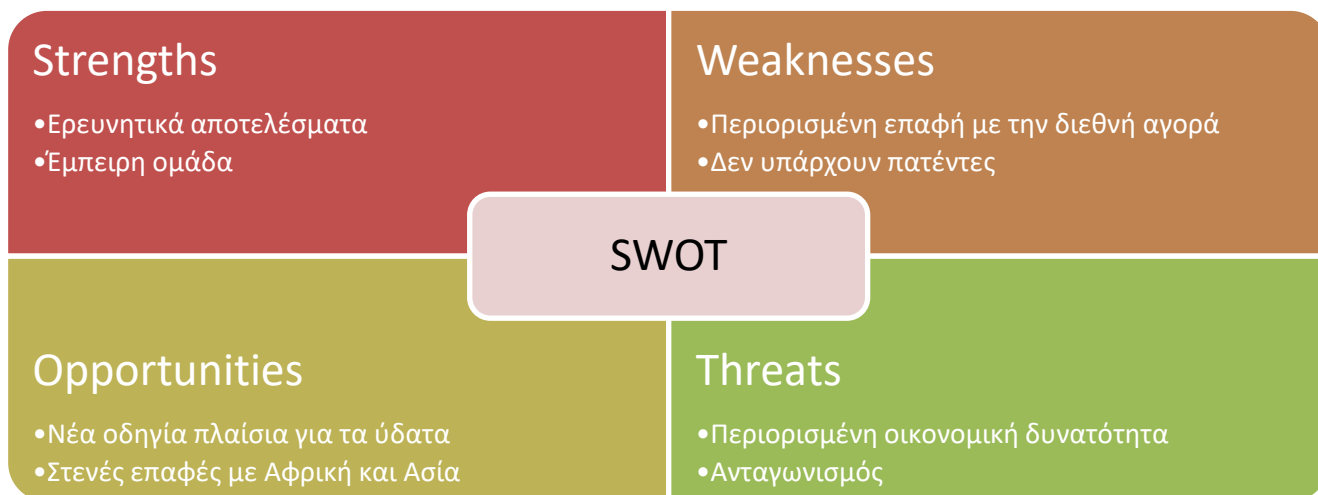 Strengths
•Ερευνητικά αποτελέσματα
•Έμπειρη ομάδα
Weaknesses
•Περιορισμένη επαφή με την διεθνή αγορά
•Δεν υπάρχουν πατέντες
SWOT
Opportunities
•Νέα οδηγία πλαίσια για τα ύδατα
•Στενές επαφές με Αφρική και Ασία
Threats
•Περιορισμένη οικονομική δυνατότητα
•Ανταγωνισμός